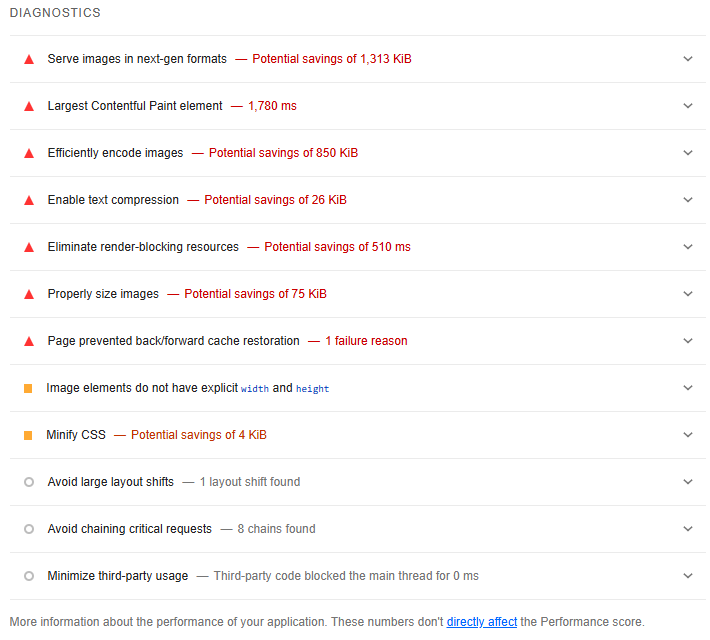 DIAGNOSTICS
Serve images in next-gen formats — Potential savings of 1,313 KiB
Largest Contentful Paint element — 1,780 ms
Efficiently encode images — Potential savings of 850 KiB
Enable text compression — Potential savings of 26 KiB
Eliminate render-blocking resources — Potential savings of 510 ms
Properly size images — Potential savings of 75 KiB
Page prevented back/forward cache restoration — 1 failure reason
Image elements do not have explicit width and height
Minify CSS — Potential savings of 4 KiB
Avoid large layout shifts — 1 layout shift found
Avoid chaining critical requests — 8 chains found
Minimize third-party usage — Third-party code blocked the main thread for 0 ms
More information about the performance of your application. These numbers don't directly affect the Performance score.